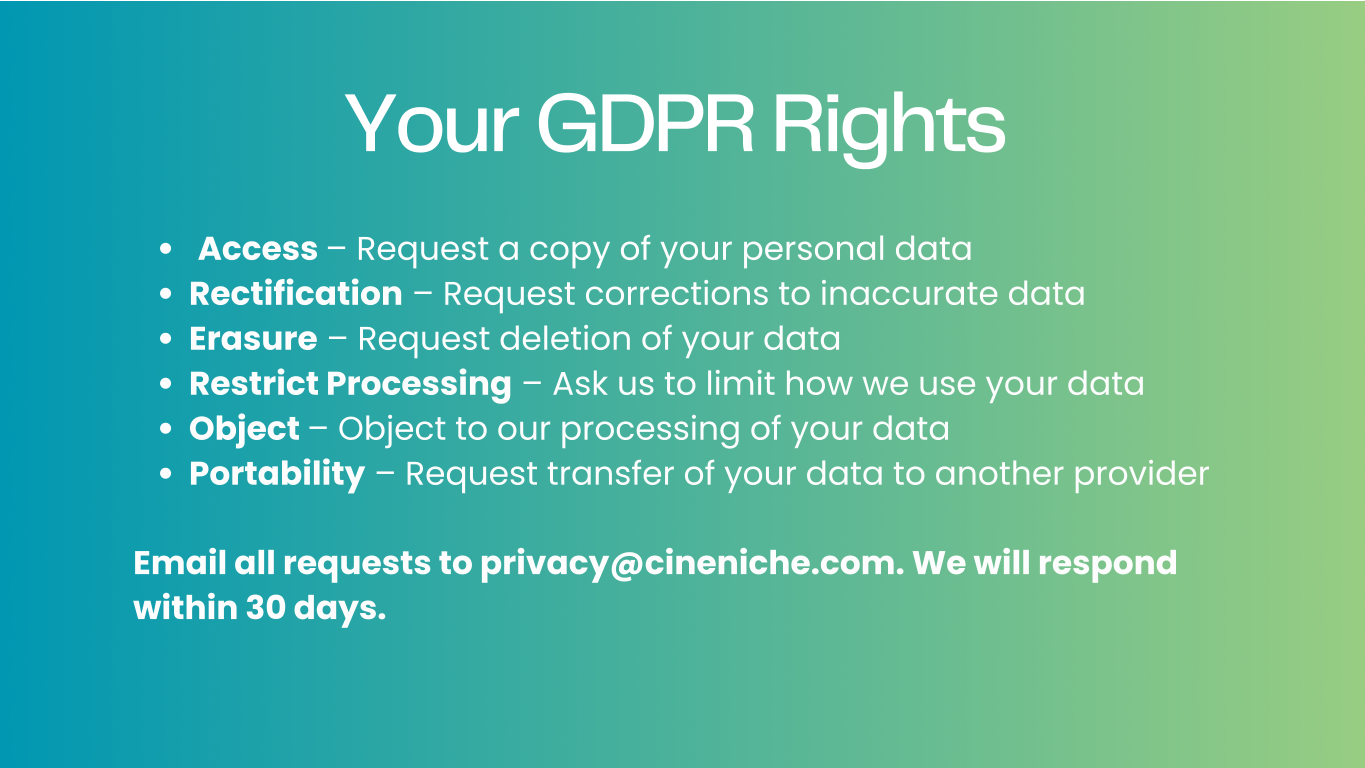 Your GDPR Rights
• Access – Request a copy of your personal data
• Rectification – Request corrections to inaccurate data
• Erasure – Request deletion of your data
• Restrict Processing – Ask us to limit how we use your data
• Object – Object to our processing of your data
• Portability – Request transfer of your data to another provider
Email all requests to privacy@cineniche.com. We will respond
within 30 days.